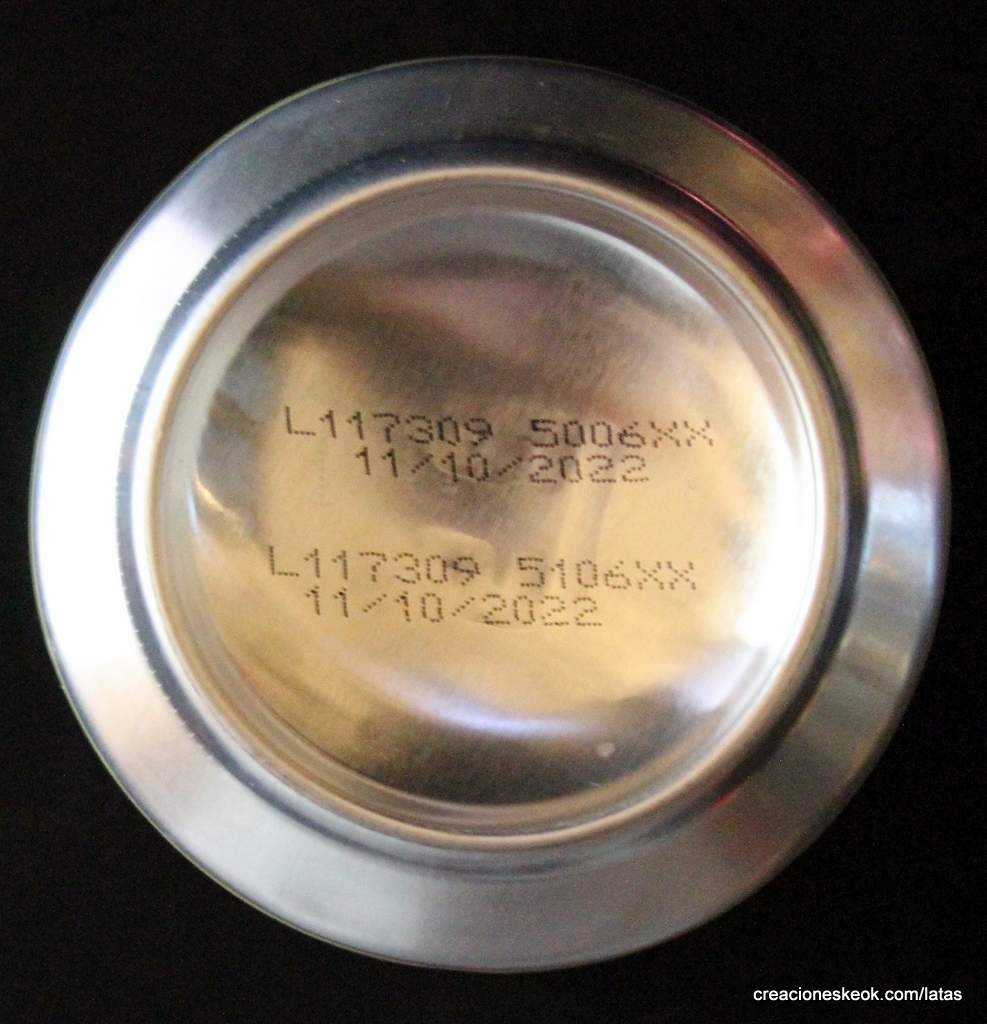 L117309 5006XX
11/10/2022
L117309 5106XX
11/10/2022
creacioneskeok.com/latas